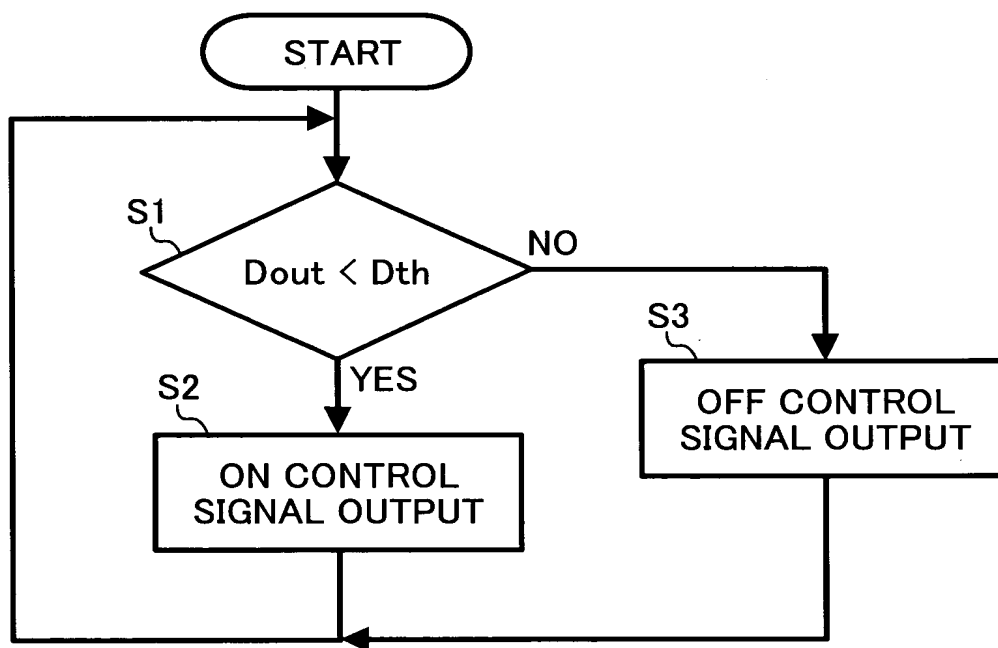 START
S1
Dout < Dth
NO
S3
YES
S2
OFF CONTROL
SIGNAL OUTPUT
ON CONTROL
SIGNAL OUTPUT